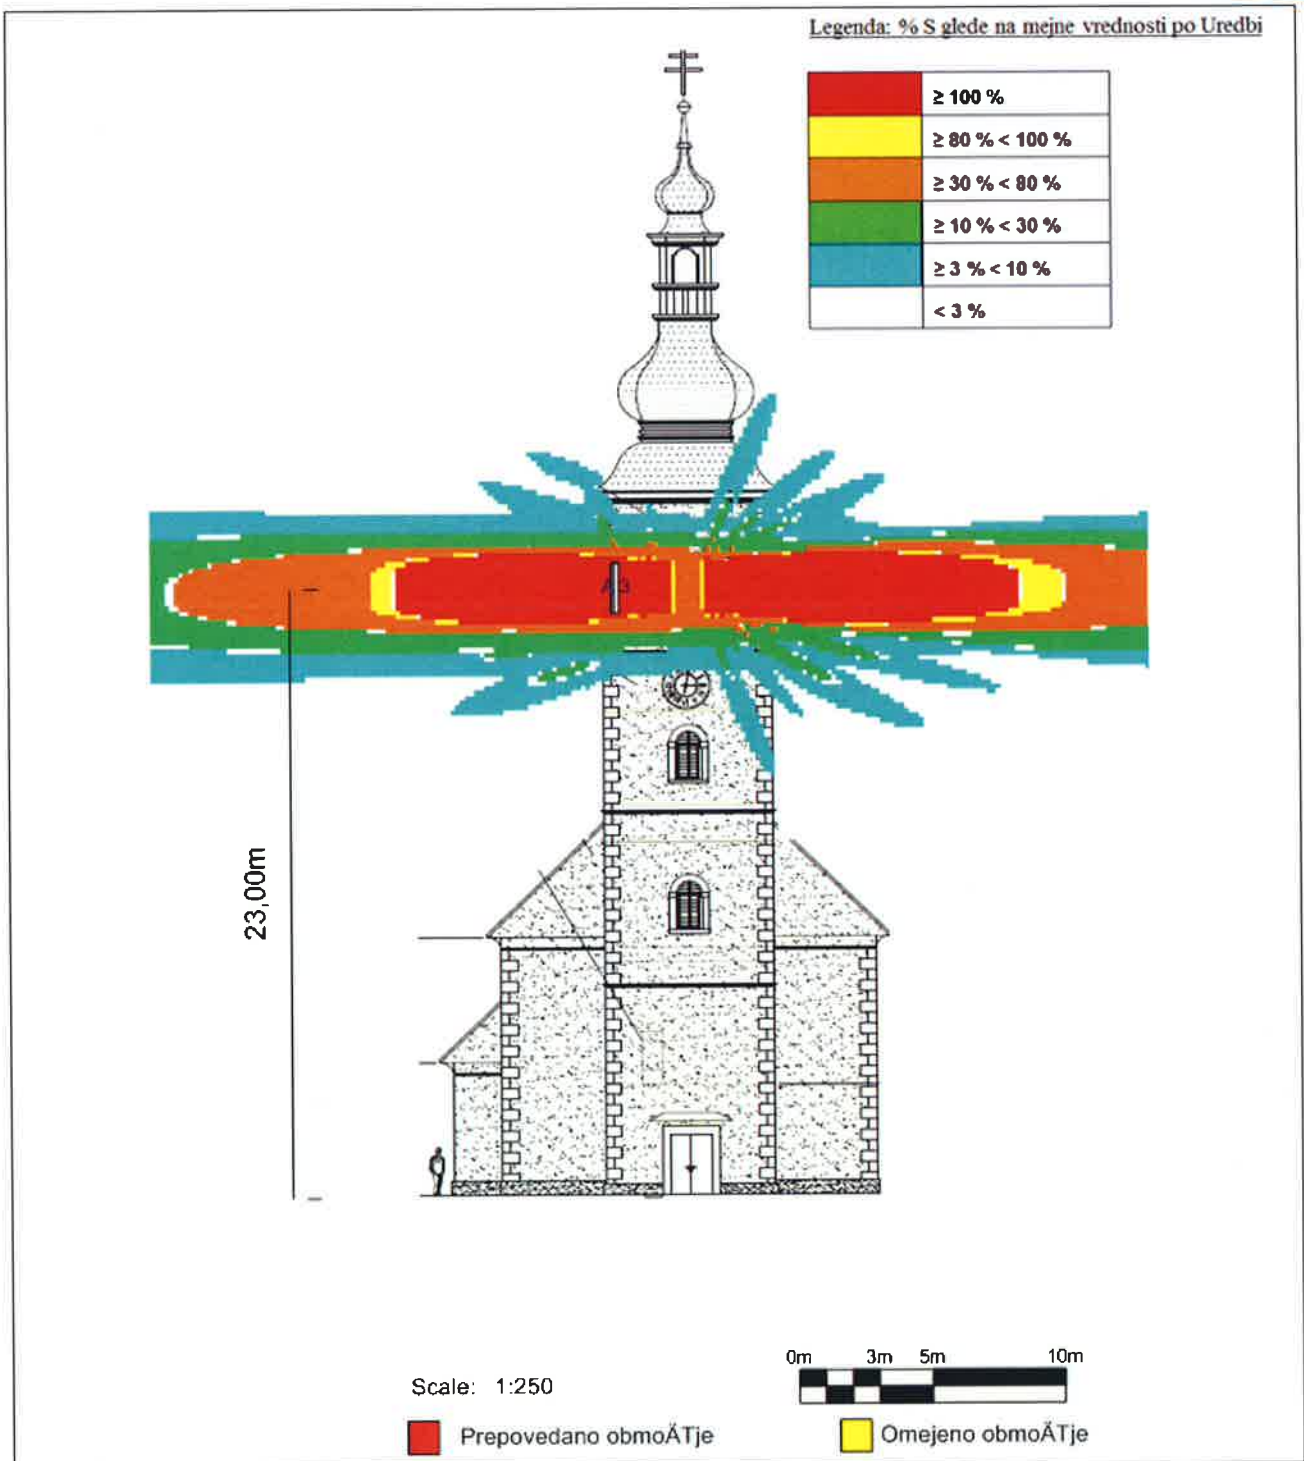 Legenda: % S glede na mejne vrednosti po Uredbi
≥ 100 %
≥ 80 % < 100 %
≥ 30 % < 80 %
≥ 10 % < 30 %
≥ 3 % < 10 %
< 3 %
23,00m
0m 3m 5m 10m
Scale: 1:250
Prepovedano obmoÄTje
Omejeno obmoÄTje